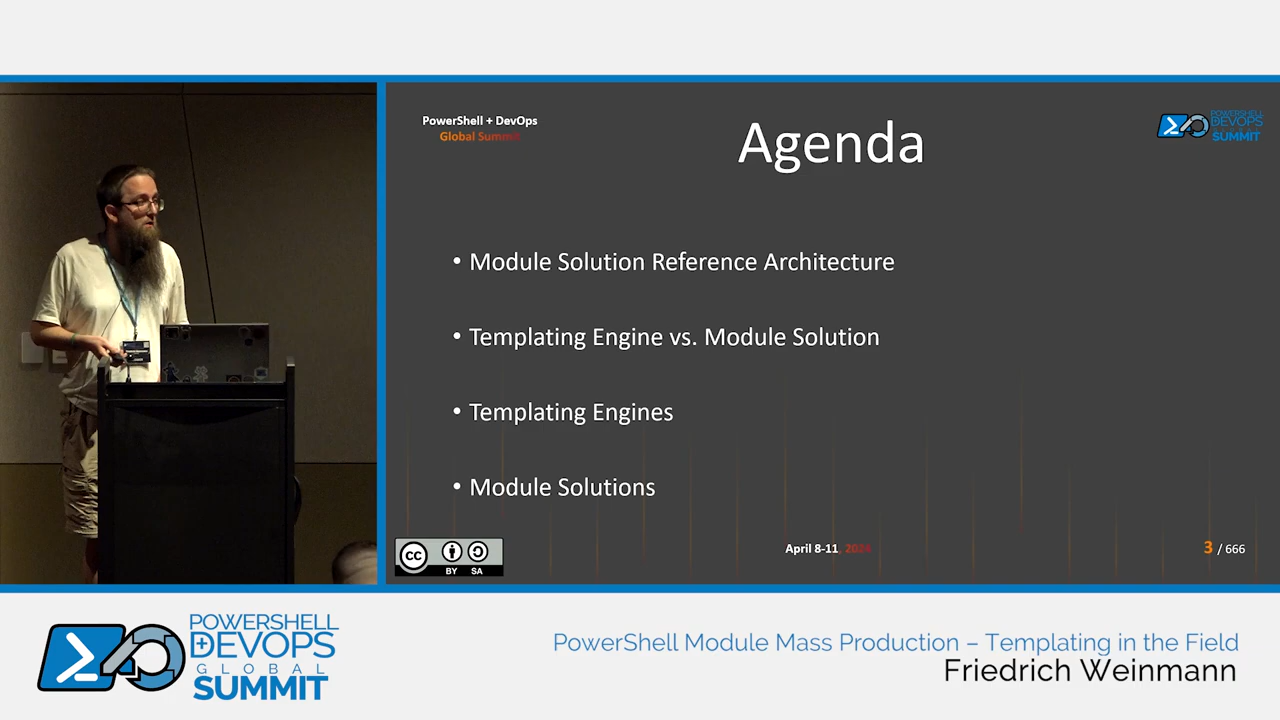 PowerShell + DevOps
Global Summit
Agenda
POWERSHELL
DEVOPS
SUMMIT
• Module Solution Reference Architecture
• Templating Engine vs. Module Solution
• Templating Engines
• Module Solutions
CC
BY SA
April 8-11, 2024
3 / 666
POWERSHELL
+DEVOPS
GLOBAL
SUMMIT
PowerShell Module Mass Production – Templating in the Field
Friedrich Weinmann